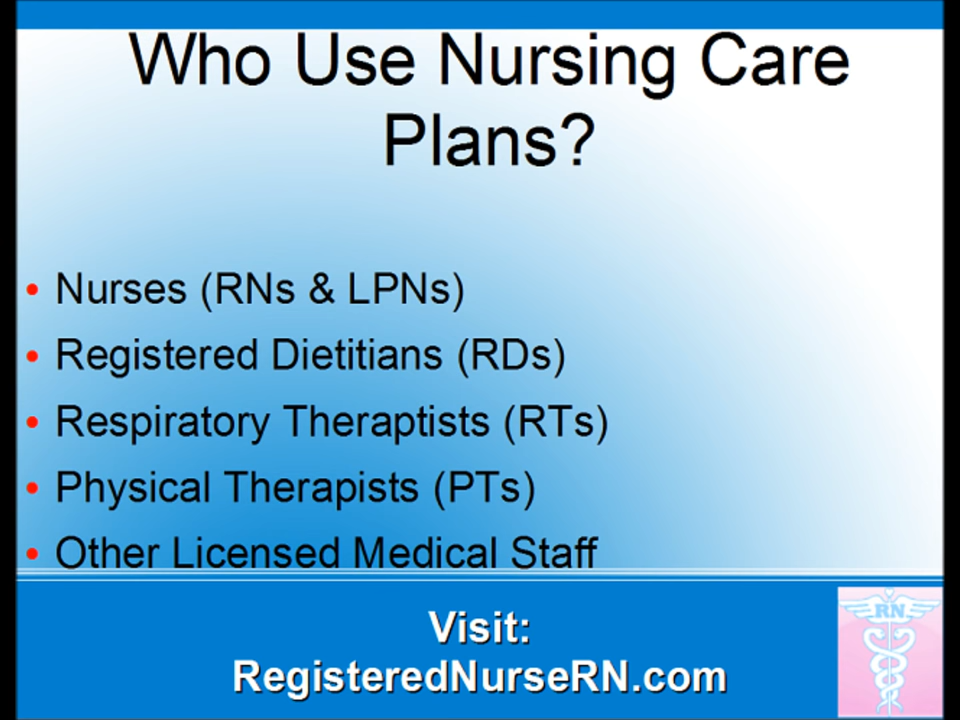 Who Use Nursing Care
Plans?
• Nurses (RNs & LPNs)
• Registered Dietitians (RDs)
• Respiratory Theraptists (RTs)
• Physical Therapists (PTs)
• Other Licensed Medical Staff
Visit:
RegisteredNurseRN.com
RN